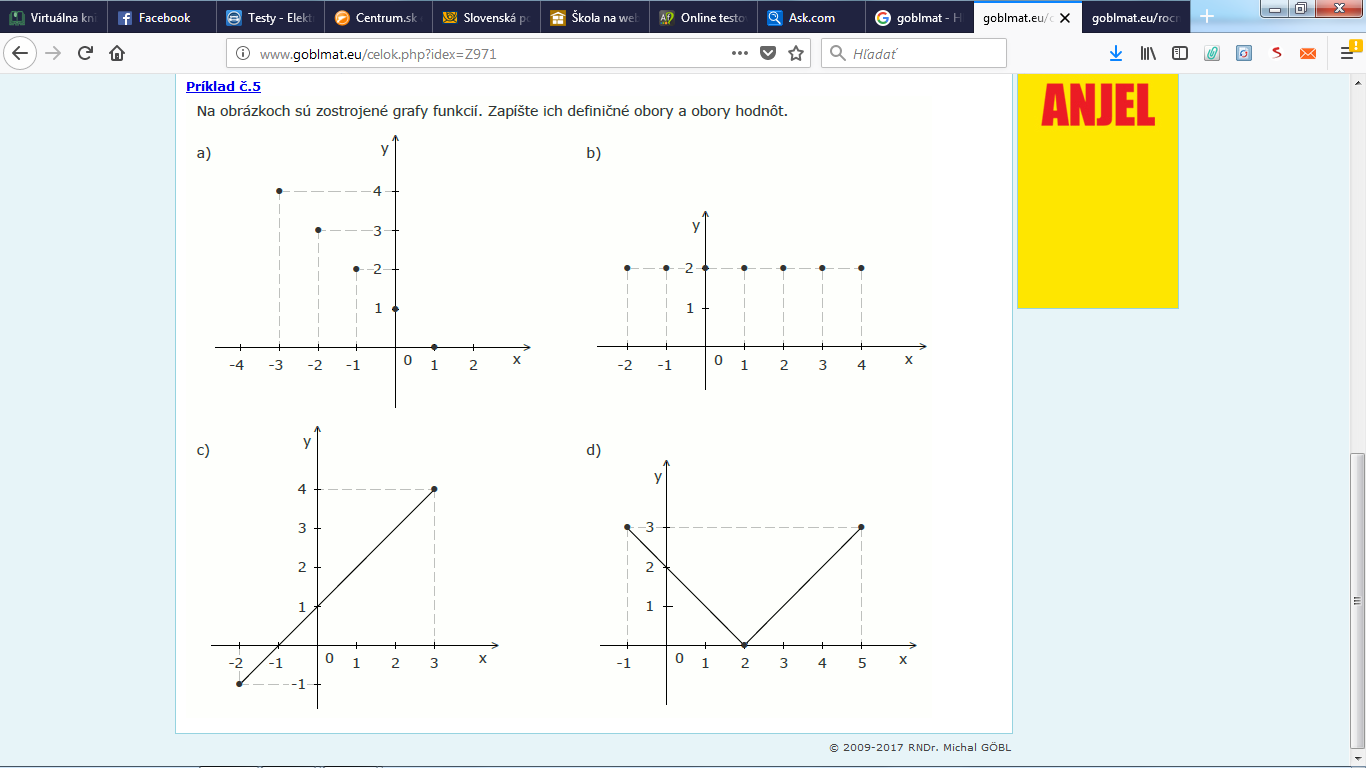 Virtuálna kni
Facebook
Testy - Elekt
Centrum.sk
Slovenská po
Škola na web
Online testo
Ask.com
goblmat - H
goblmat.eu/c
goblmat.eu/rocn
www.goblmat.eu/celok.php?idex=Z971
Hľadať
Príklad č.5
ANJEL
Na obrázkoch sú zostrojené grafy funkcií. Zapíšte ich definičné obory a obory hodnôt.
a)
y
4
3
2
1
-4 -3 -2 -1 0 1 2 x
b)
y
2
1
-2 -1 0 1 2 3 4 x
c)
y
4
3
2
1
-2 -1 0 1 2 3 x
-1
d)
y
3
2
1
-1 0 1 2 3 4 5 x
© 2009-2017 RNDr. Michal GÖBL